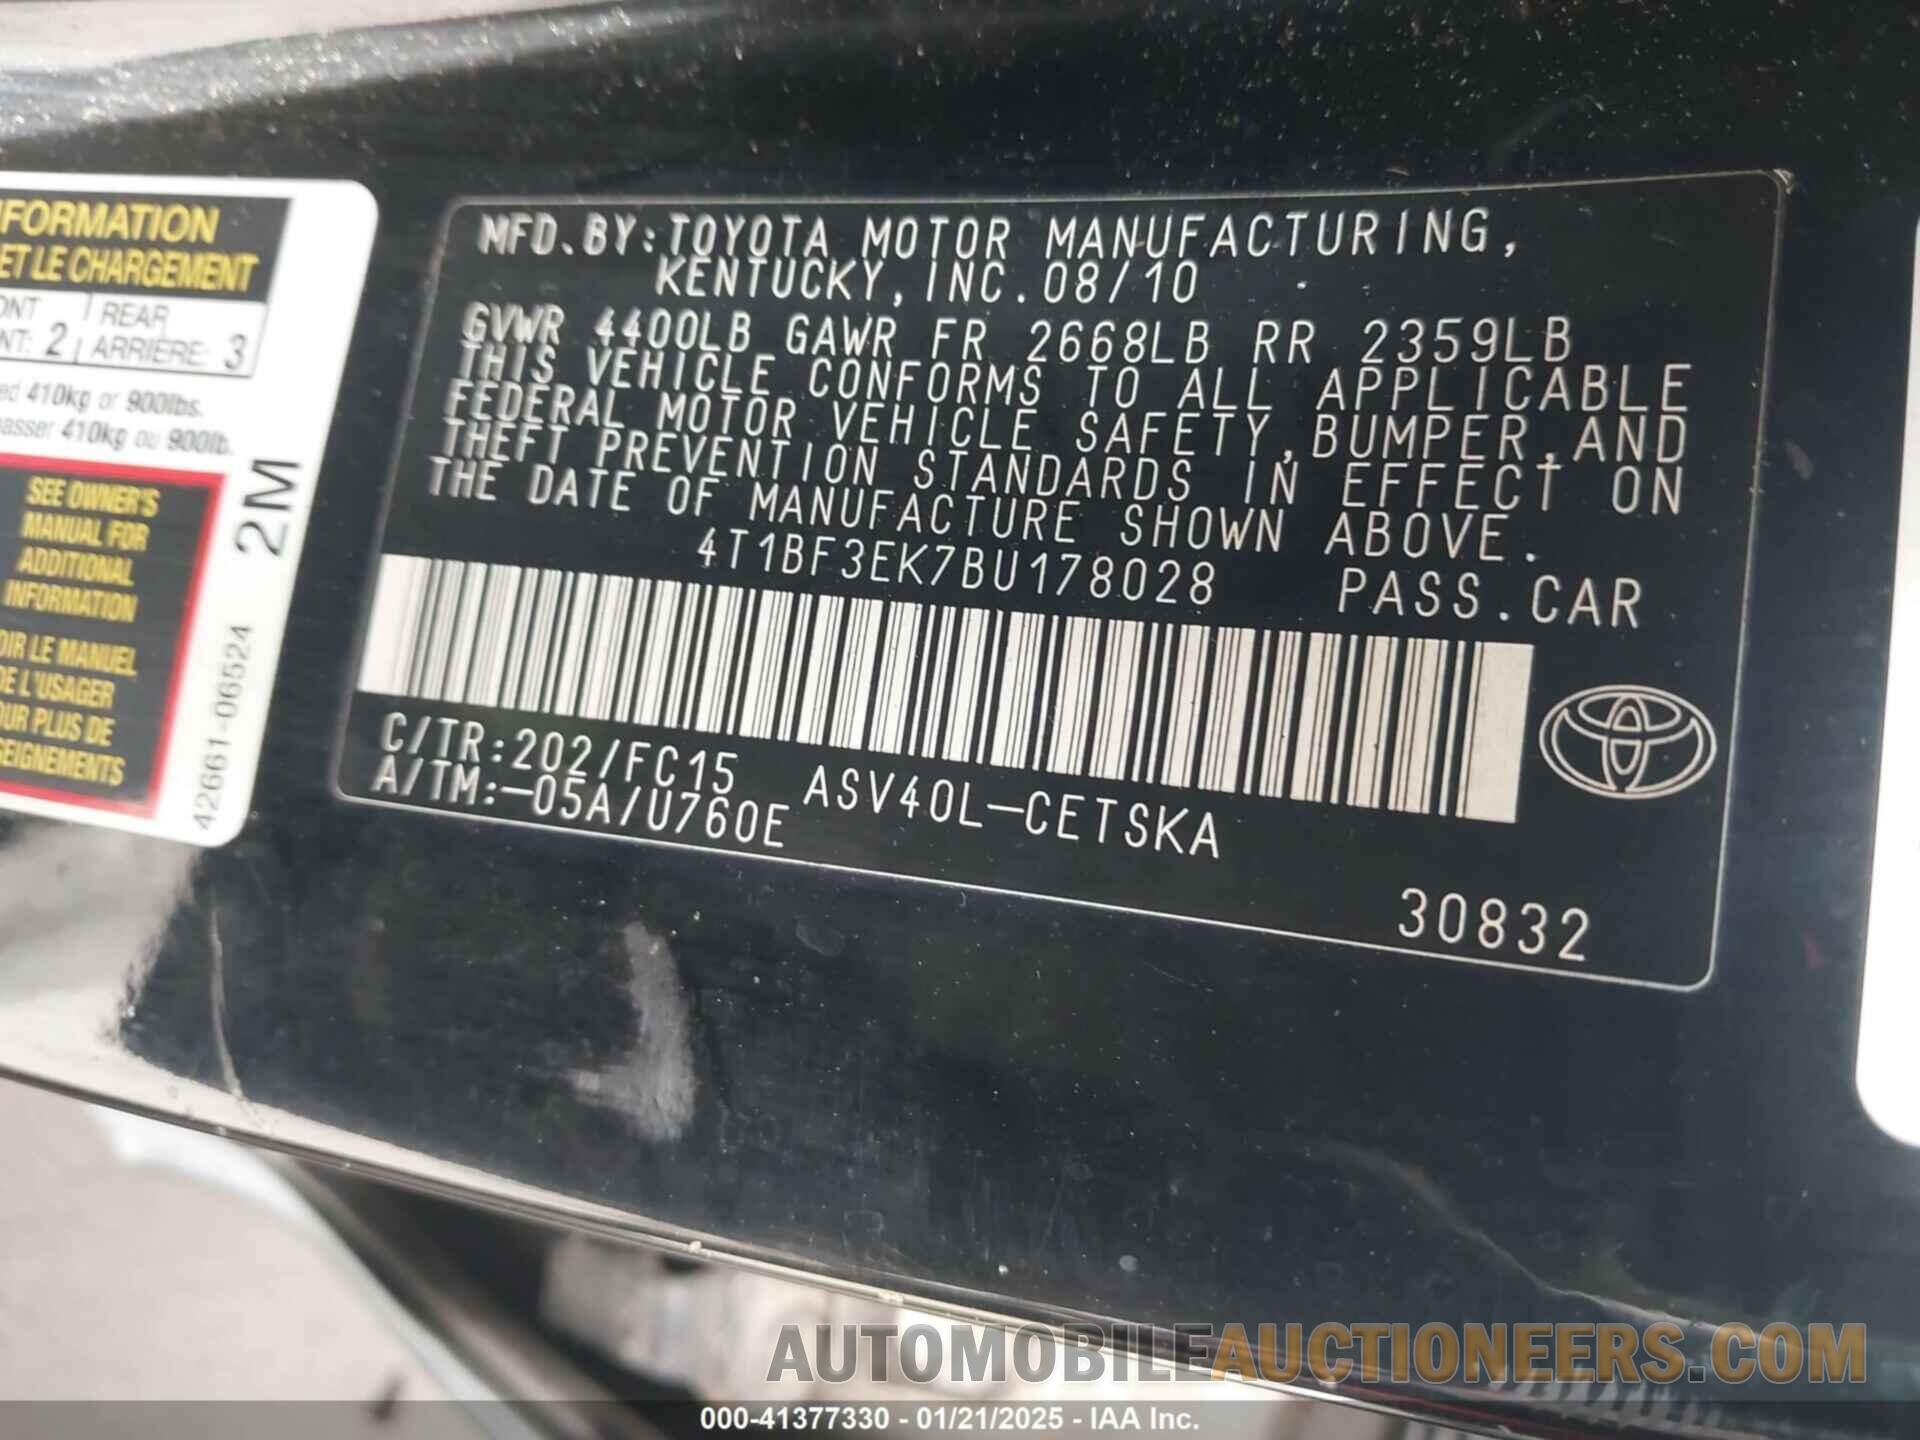 MFD.BY:TOYOTA MOTOR MANUFACTURING,
KENTUCKY,INC.08/10
GVWR 4400LB GAWR FR 2668LB RR 2359LB
THIS VEHICLE CONFORMS TO ALL APPLICABLE
FEDERAL MOTOR VEHICLE SAFETY,BUMPER,AND
THEFT PREVENTION STANDARDS IN EFFECT ON
THE DATE OF MANUFACTURE SHOWN ABOVE.
4T1BF3EK7BU178028 PASS.CAR
C/TR:202/FC15 ASV40L-CETSKA
A/TM:-05A/U760E
30832
NFORMATION
ET LE CHARGEMENT
ONT REAR
NT: 2 ARRIÈRE: 3
ed 410kg or 900lbs.
asser 410kg ou 900lb.
SEE OWNER'S
MANUAL FOR
ADDITIONAL
INFORMATION
OIR LE MANUEL
DE L'USAGER
OUR PLUS DE
SEIGNEMENTS
2M
42661-06524
AUTOMOBILEAUCTIONEERS.COM
000-41377330 - 01/21/2025 - IAA Inc.